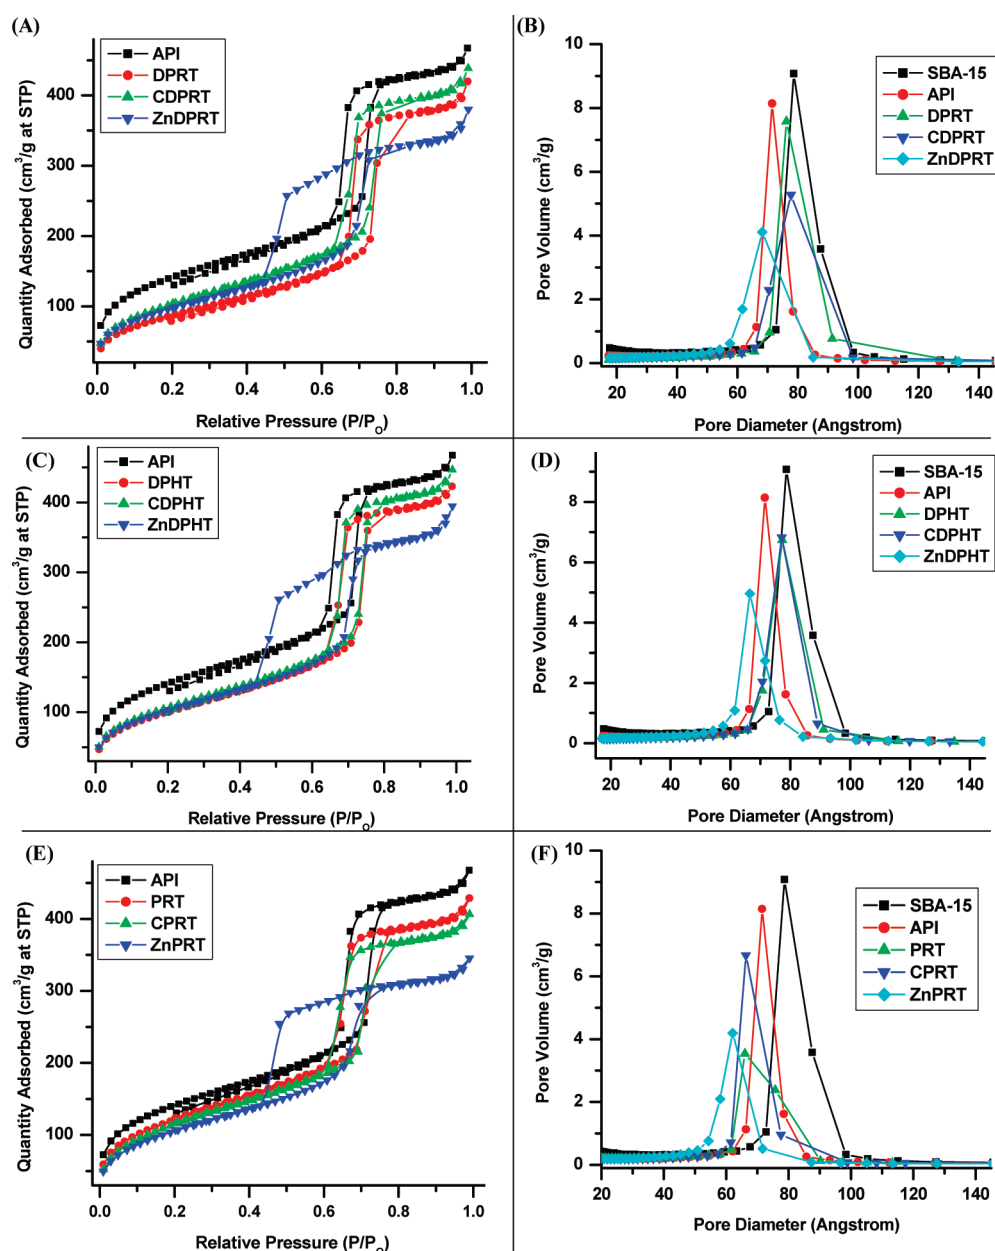 (A)
API
DPRT
CDPRT
ZnDPRT
400
300
200
100
0.0 0.2 0.4 0.6 0.8 1.0
Quantity Adsorbed (cm³/g at STP)
Relative Pressure (P/P₀)
(B)
SBA-15
API
DPRT
CDPRT
ZnDPRT
10
8
6
4
2
0
20 40 60 80 100 120 140
Pore Volume (cm³/g)
Pore Diameter (Angstrom)
(C)
API
DPHT
CDPHT
ZnDPHT
400
300
200
100
0.0 0.2 0.4 0.6 0.8 1.0
Quantity Adsorbed (cm³/g at STP)
Relative Pressure (P/P₀)
(D)
SBA-15
API
DPHT
CDPHT
ZnDPHT
8
6
4
2
0
20 40 60 80 100 120 140
Pore Volume (cm³/g)
Pore Diameter (Angstrom)
(E)
API
PRT
CPRT
ZnPRT
400
300
200
100
0.0 0.2 0.4 0.6 0.8 1.0
Quantity Adsorbed (cm³/g at STP)
Relative Pressure (P/P₀)
(F)
SBA-15
API
PRT
CPRT
ZnPRT
10
8
6
4
2
0
20 40 60 80 100 120 140
Pore Volume (cm³/g)
Pore Diameter (Angstrom)